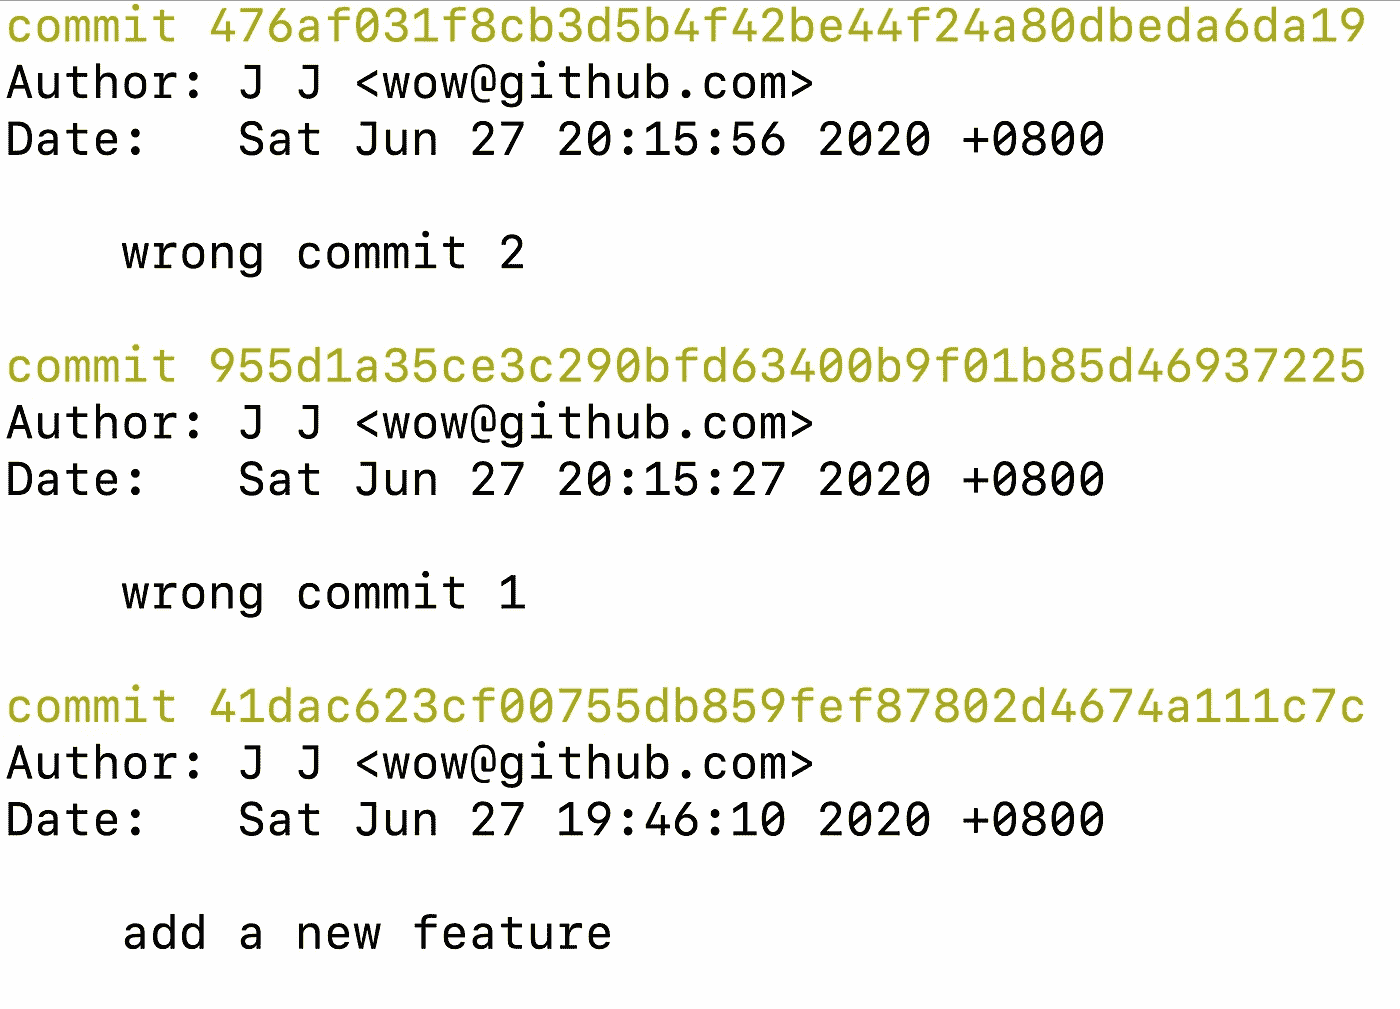 commit 476af031f8cb3d5b4f42be44f24a80dbeda6da19
Author: J J <wow@github.com>
Date:   Sat Jun 27 20:15:56 2020 +0800
wrong commit 2
commit 955d1a35ce3c290bfd63400b9f01b85d46937225
Author: J J <wow@github.com>
Date:   Sat Jun 27 20:15:27 2020 +0800
wrong commit 1
commit 41dac623cf00755db859fef87802d4674a111c7c
Author: J J <wow@github.com>
Date:   Sat Jun 27 19:46:10 2020 +0800
add a new feature